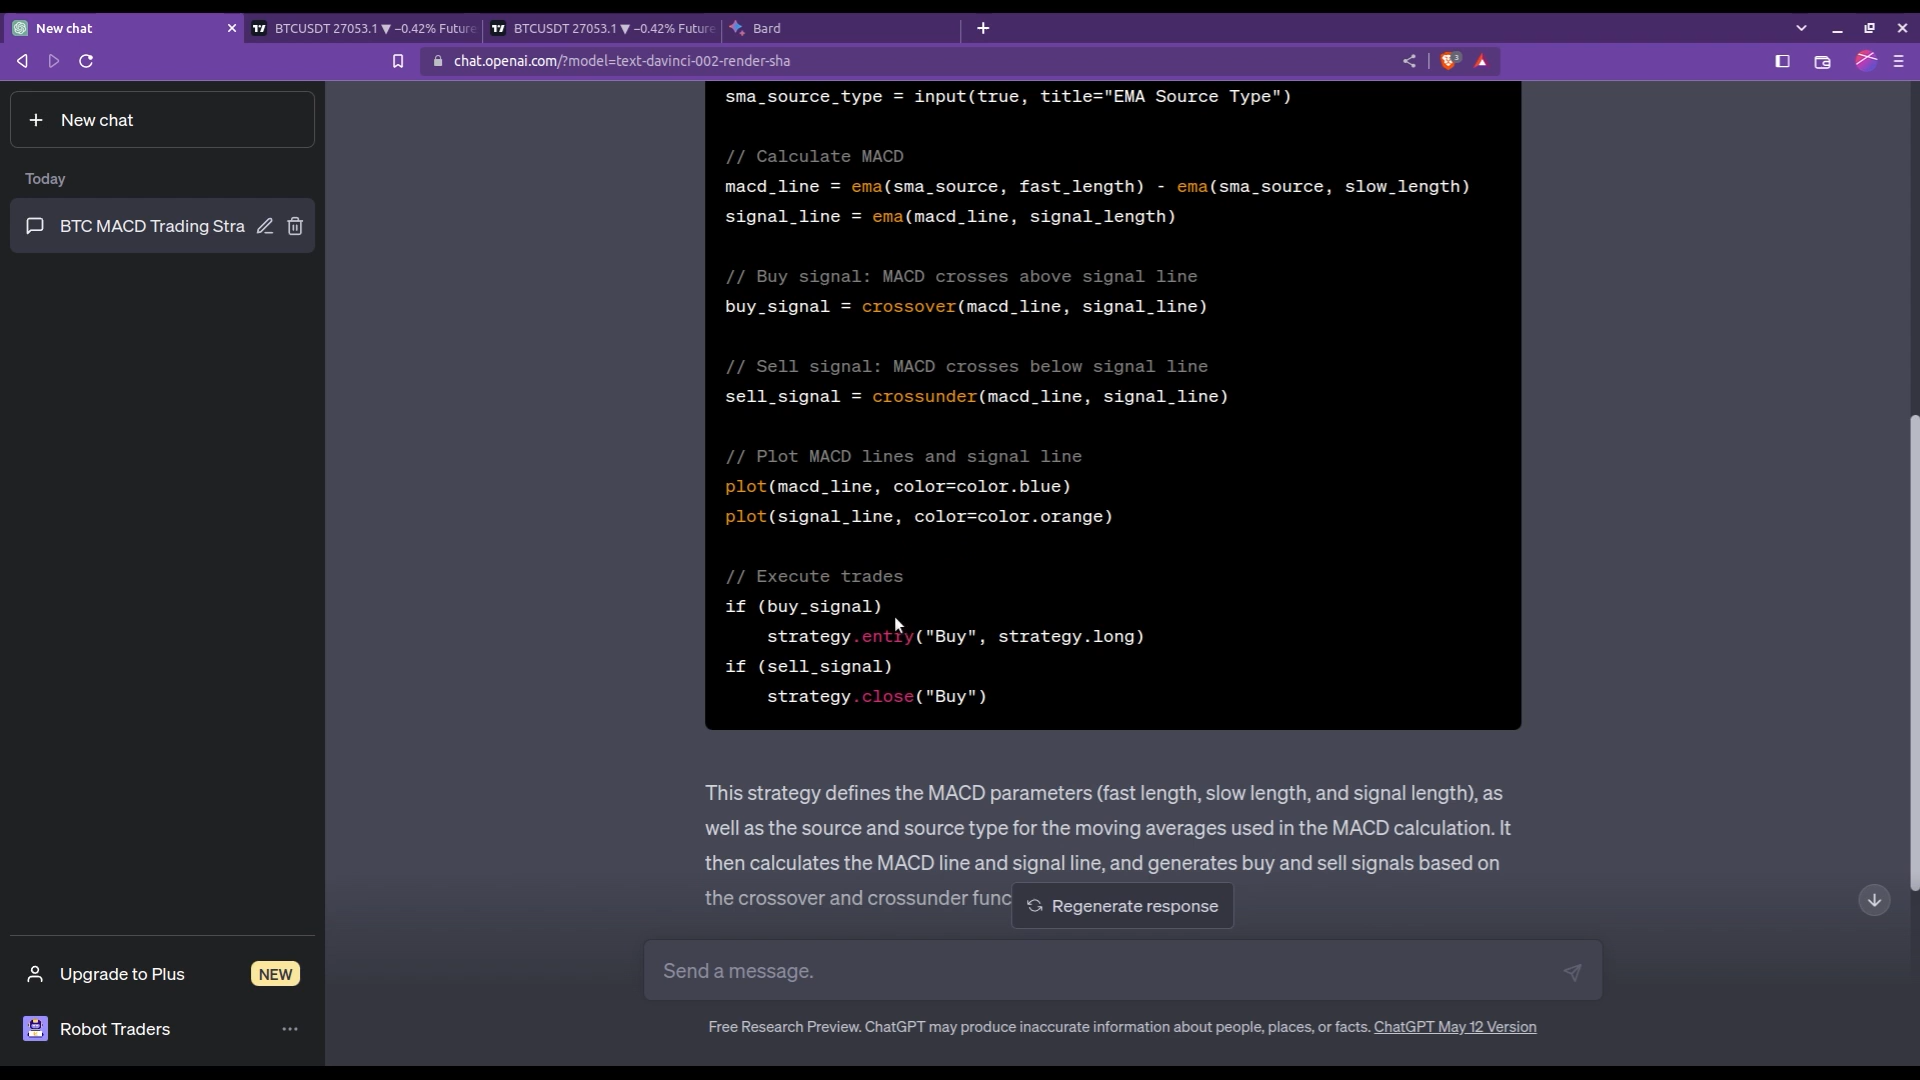 New chat
BTCUSDT 27053.1 ▼ −0.42% Future
BTCUSDT 27053.1 ▼ −0.42% Future
Bard
chat.openai.com/?model=text-davinci-002-render-sha
3
+ New chat
Today
BTC MACD Trading Stra
sma_source_type = input(true, title="EMA Source Type")
// Calculate MACD
macd_line = ema(sma_source, fast_length) - ema(sma_source, slow_length)
signal_line = ema(macd_line, signal_length)
// Buy signal: MACD crosses above signal line
buy_signal = crossover(macd_line, signal_line)
// Sell signal: MACD crosses below signal line
sell_signal = crossunder(macd_line, signal_line)
// Plot MACD lines and signal line
plot(macd_line, color=color.blue)
plot(signal_line, color=color.orange)
// Execute trades
if (buy_signal)
    strategy.entry("Buy", strategy.long)
if (sell_signal)
    strategy.close("Buy")
This strategy defines the MACD parameters (fast length, slow length, and signal length), as
well as the source and source type for the moving averages used in the MACD calculation. It
then calculates the MACD line and signal line, and generates buy and sell signals based on
the crossover and crossunder func
Regenerate response
Send a message.
Free Research Preview. ChatGPT may produce inaccurate information about people, places, or facts. ChatGPT May 12 Version
Upgrade to Plus NEW
Robot Traders